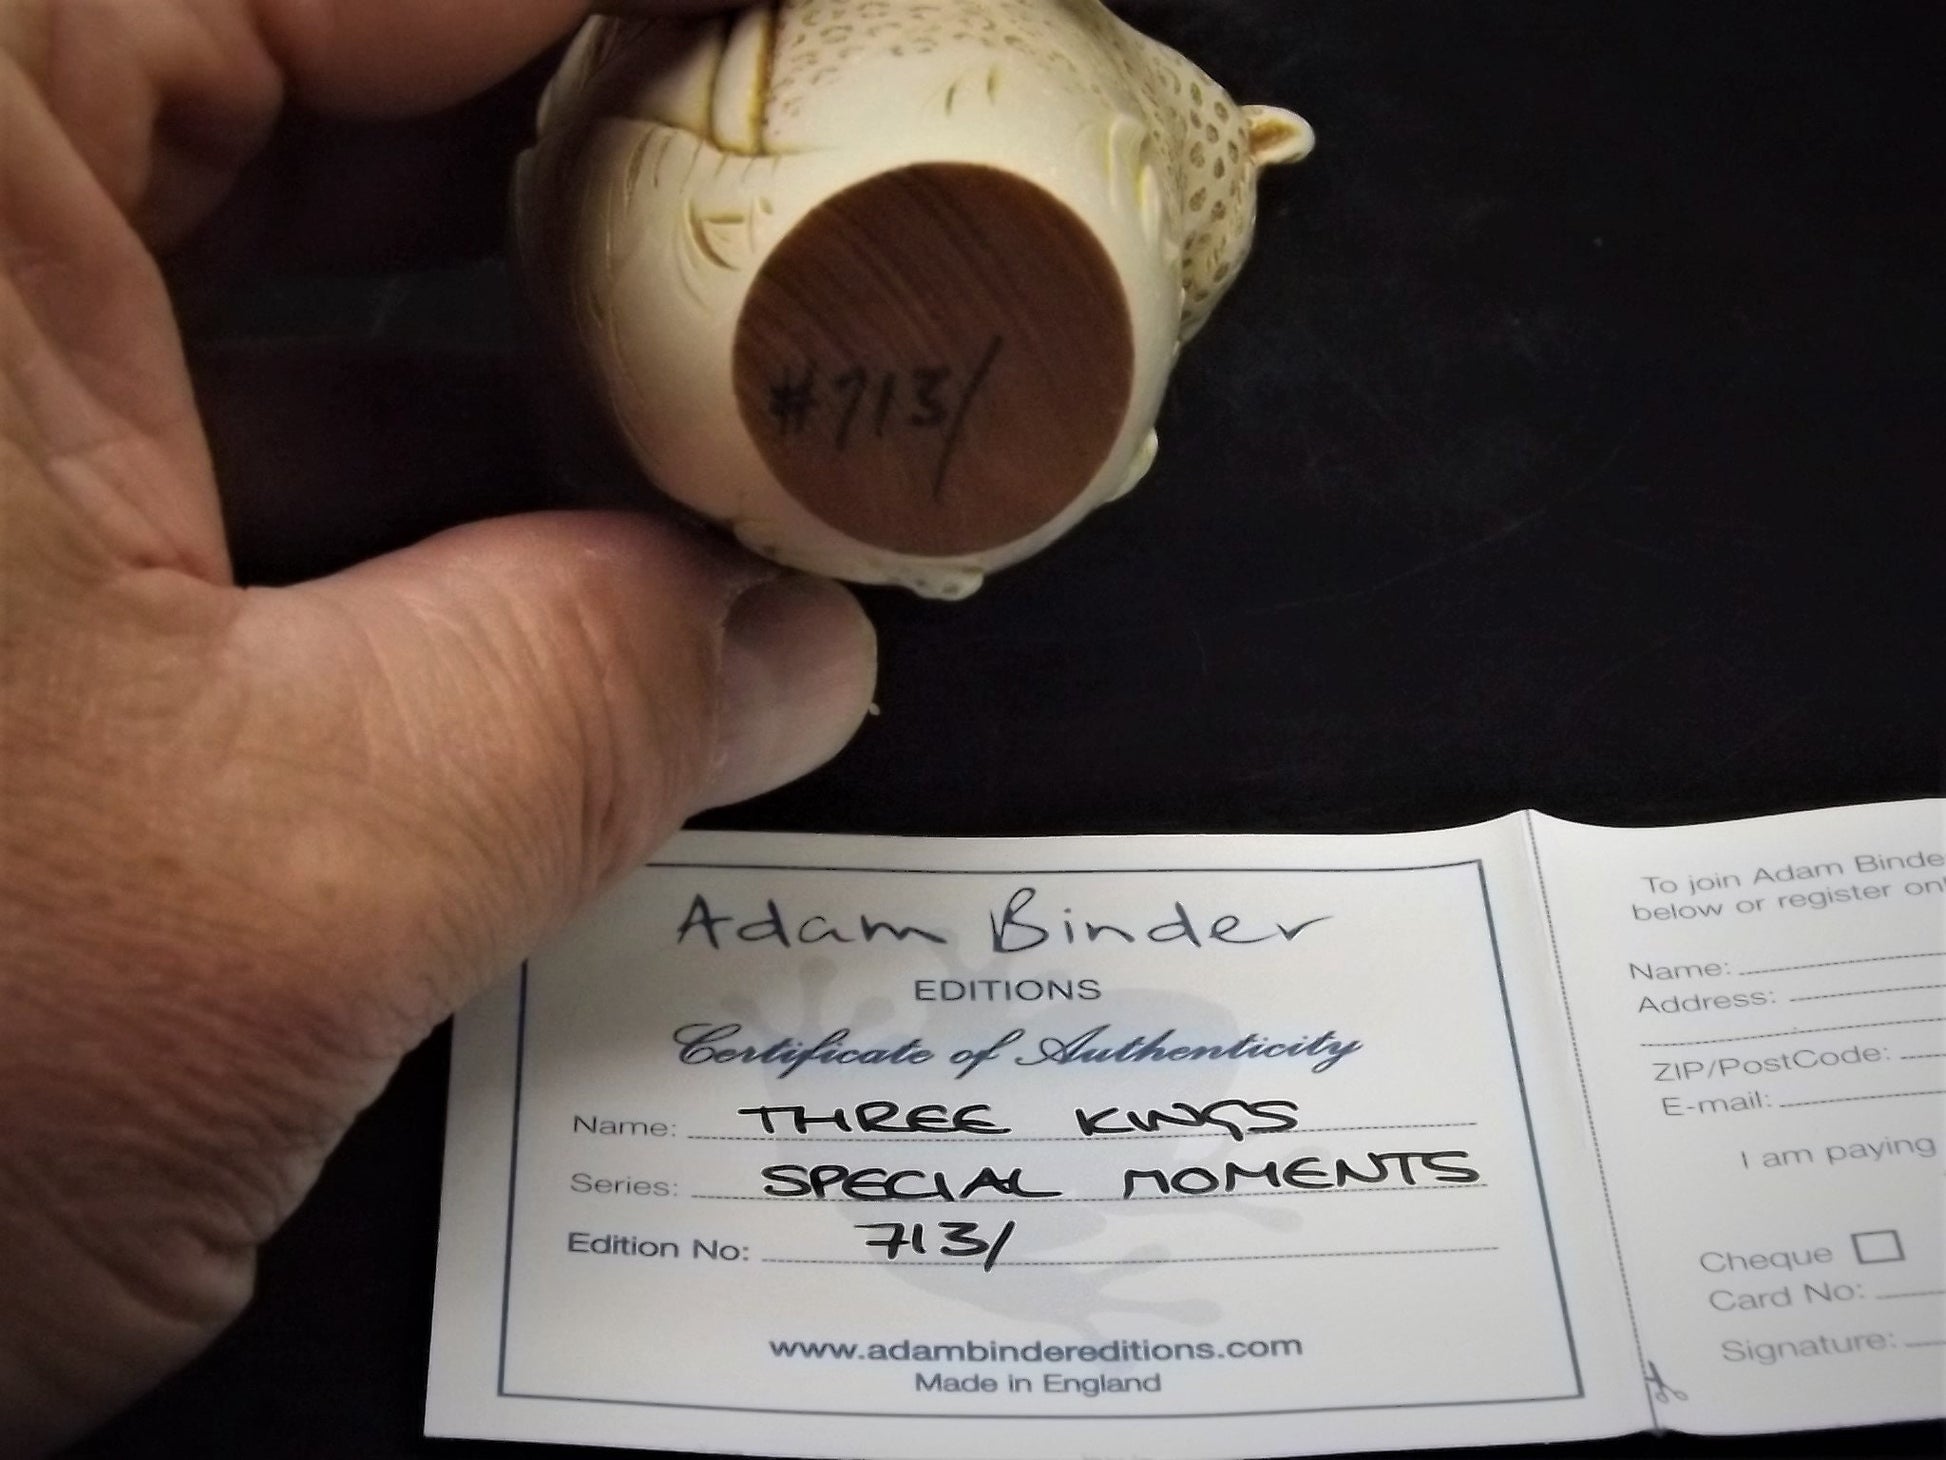 #713/
Adam Binder
EDITIONS
Certificate of Authenticity
Name: THREE KINGS
Series: SPECIAL MOMENTS
Edition No: 713/
www.adambindereditions.com
Made in England
To join Adam Binde
below or register onl
Name:
Address:
ZIP/PostCode:
E-mail:
I am paying
Cheque
Card No:
Signature: